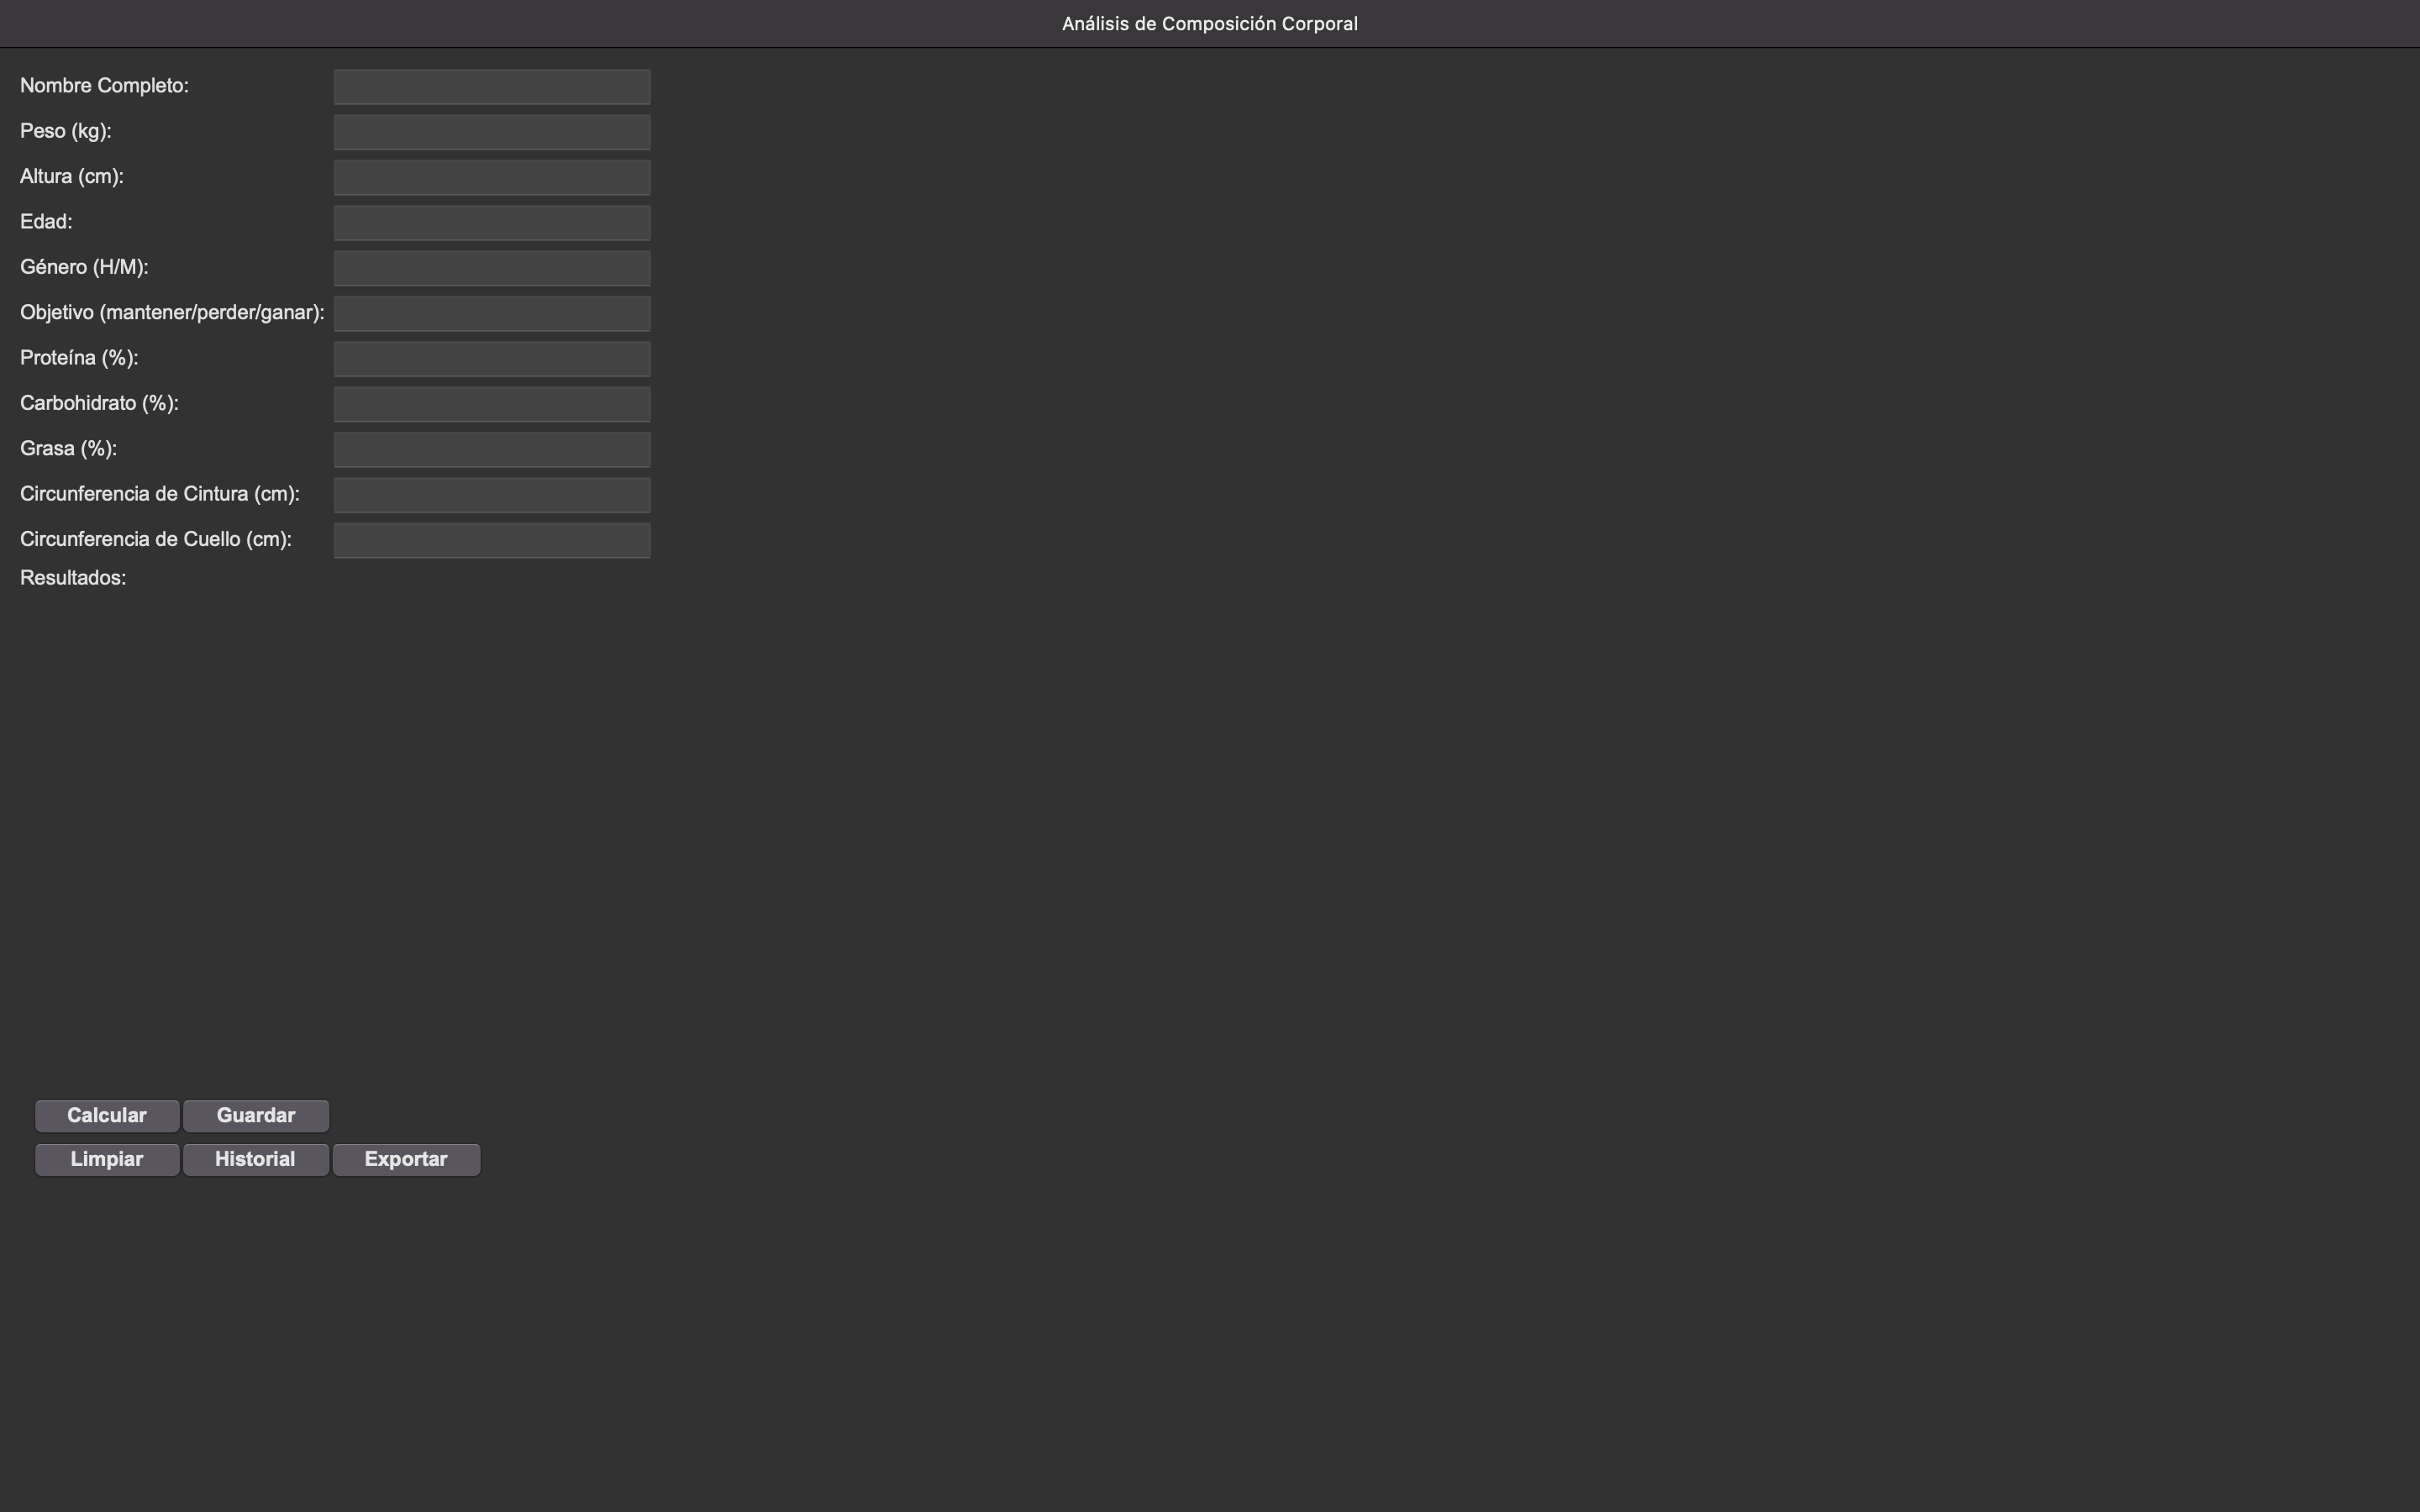 Análisis de Composición Corporal
Nombre Completo:
Peso (kg):
Altura (cm):
Edad:
Género (H/M):
Objetivo (mantener/perder/ganar):
Proteína (%):
Carbohidrato (%):
Grasa (%):
Circunferencia de Cintura (cm):
Circunferencia de Cuello (cm):
Resultados:
Calcular Guardar
Limpiar Historial Exportar